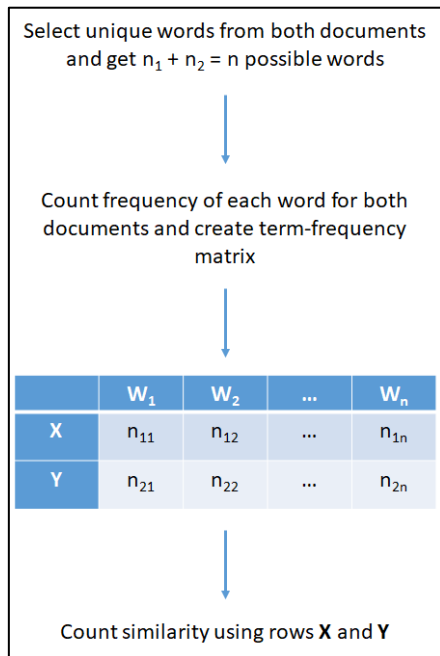 Select unique words from both documents
and get n₁ + n₂ = n possible words
Count frequency of each word for both
documents and create term-frequency
matrix
W₁ W₂ ... Wₙ
X n₁₁ n₁₂ ... n₁ₙ
Y n₂₁ n₂₂ ... n₂ₙ
Count similarity using rows X and Y